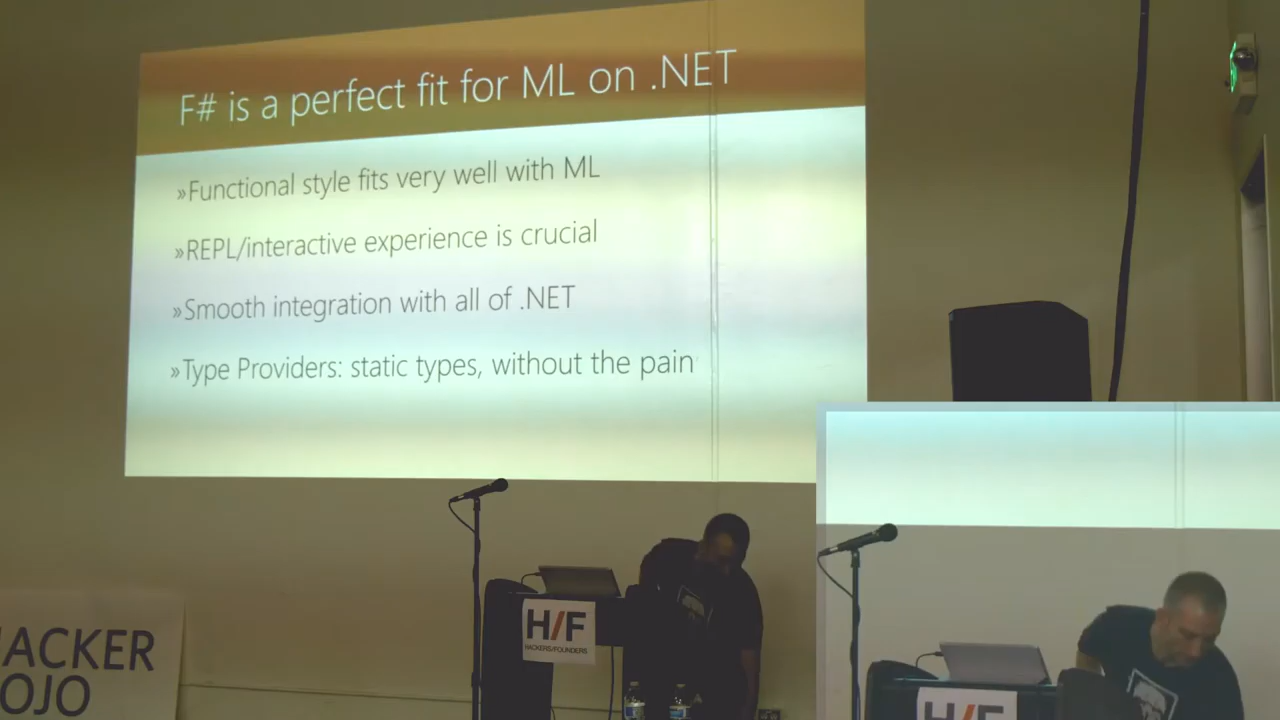 F# is a perfect fit for ML on .NET
»Functional style fits very well with ML
»REPL/interactive experience is crucial
»Smooth integration with all of .NET
»Type Providers: static types, without the pain
H/F
HACKERS/FOUNDERS
ACKER
OJO
H/F